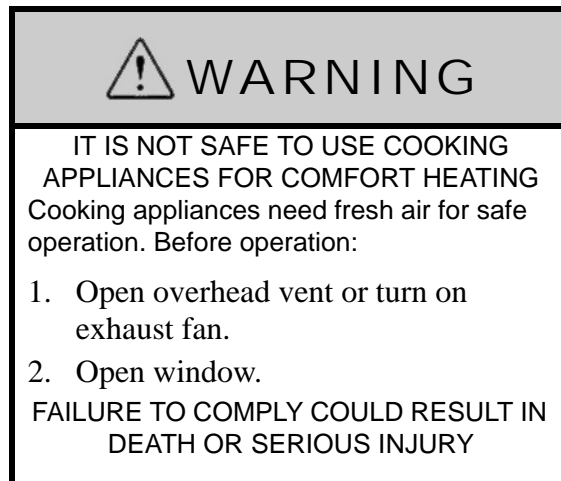 WARNING
IT IS NOT SAFE TO USE COOKING
APPLIANCES FOR COMFORT HEATING
Cooking appliances need fresh air for safe
operation. Before operation:
1. Open overhead vent or turn on
exhaust fan.
2. Open window.
FAILURE TO COMPLY COULD RESULT IN
DEATH OR SERIOUS INJURY